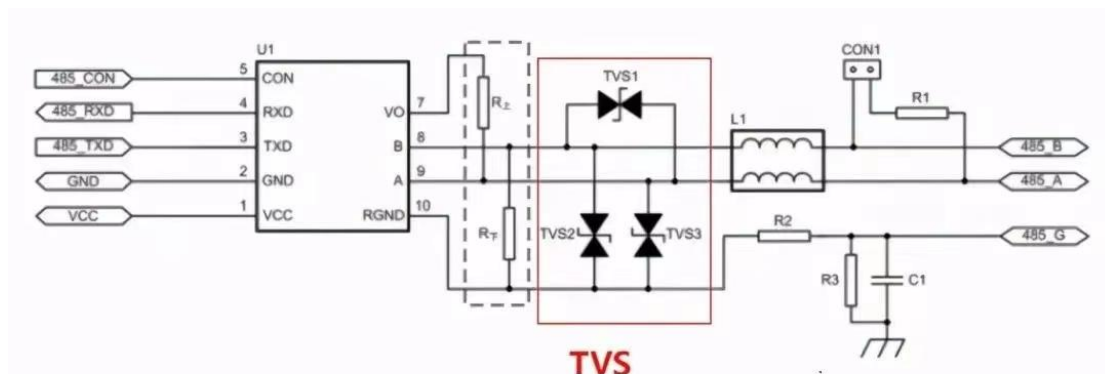 U1
485_CON
5
CON
485_RXD
4
RXD
485_TXD
3
TXD
GND
2
GND
VCC
1
VCC
VO
7
B
8
A
9
RGND
10
R上
R下
TVS1
TVS2
TVS3
L1
CON1
R1
485_B
485_A
R2
485_G
R3
C1
TVS